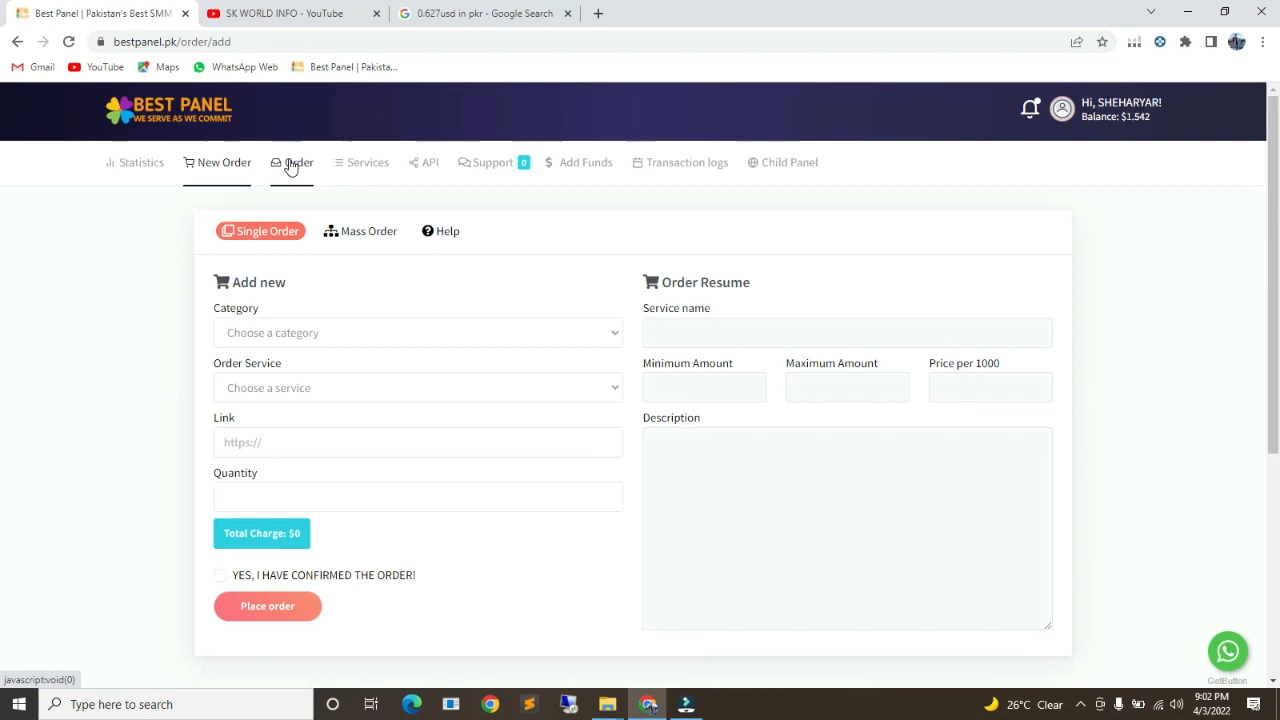 Best Panel | Pakistan's Best SMM
SK WORLD INFO - YouTube
0.627usd in pkr - Google Search
bestpanel.pk/order/add
Gmail
YouTube
Maps
WhatsApp Web
Best Panel | Pakista...
BEST PANEL
WE SERVE AS WE COMMIT
Hi, SHEHARYAR!
Balance: $1.542
Statistics
New Order
Order
Services
API
Support 0
Add Funds
Transaction logs
Child Panel
Single Order
Mass Order
Help
Add new
Category
Choose a category
Order Service
Choose a service
Link
https://
Quantity
Total Charge: $0
YES, I HAVE CONFIRMED THE ORDER!
Place order
Order Resume
Service name
Minimum Amount
Maximum Amount
Price per 1000
Description
GetButton
javascript:void(0)
Type here to search
26°C Clear
9:02 PM
4/3/2022